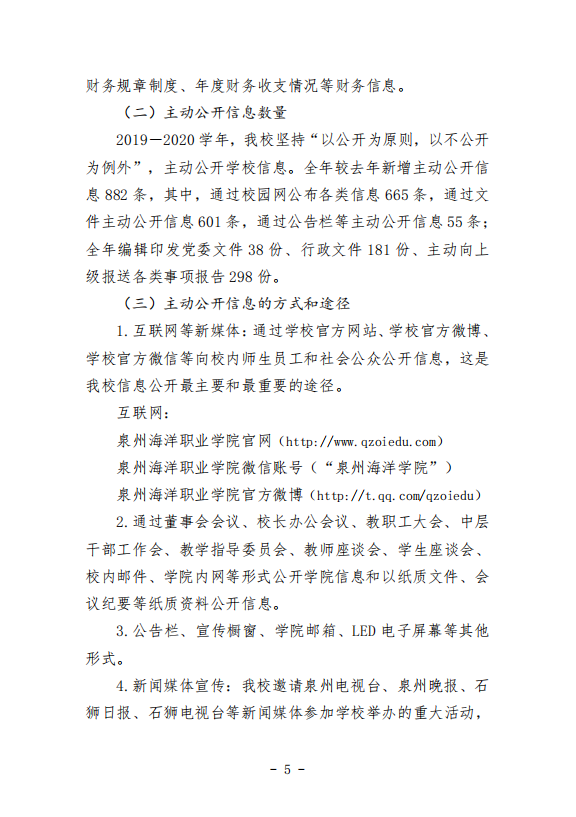 财务规章制度、年度财务收支情况等财务信息。
（二）主动公开信息数量
2019—2020 学年，我校坚持“以公开为原则，以不公开
为例外”，主动公开学校信息。全年较去年新增主动公开信
息 882 条，其中，通过校园网公布各类信息 665 条，通过文
件主动公开信息 601 条，通过公告栏等主动公开信息 55 条；
全年编辑印发党委文件 38 份、行政文件 181 份、主动向上
级报送各类事项报告 298 份。
（三）主动公开信息的方式和途径
1.互联网等新媒体：通过学校官方网站、学校官方微博、
学校官方微信等向校内师生员工和社会公众公开信息，这是
我校信息公开最主要和最重要的途径。
互联网：
泉州海洋职业学院官网（http://www.qzoiedu.com）
泉州海洋职业学院微信账号（“泉州海洋学院”）
泉州海洋职业学院官方微博（http://t.qq.com/qzoiedu）
2.通过董事会会议、校长办公会议、教职工大会、中层
干部工作会、教学指导委员会、教师座谈会、学生座谈会、
校内邮件、学院内网等形式公开学院信息和以纸质文件、会
议纪要等纸质资料公开信息。
3.公告栏、宣传橱窗、学院邮箱、LED 电子屏幕等其他
形式。
4.新闻媒体宣传：我校邀请泉州电视台、泉州晚报、石
狮日报、石狮电视台等新闻媒体参加学校举办的重大活动，
- 5 -